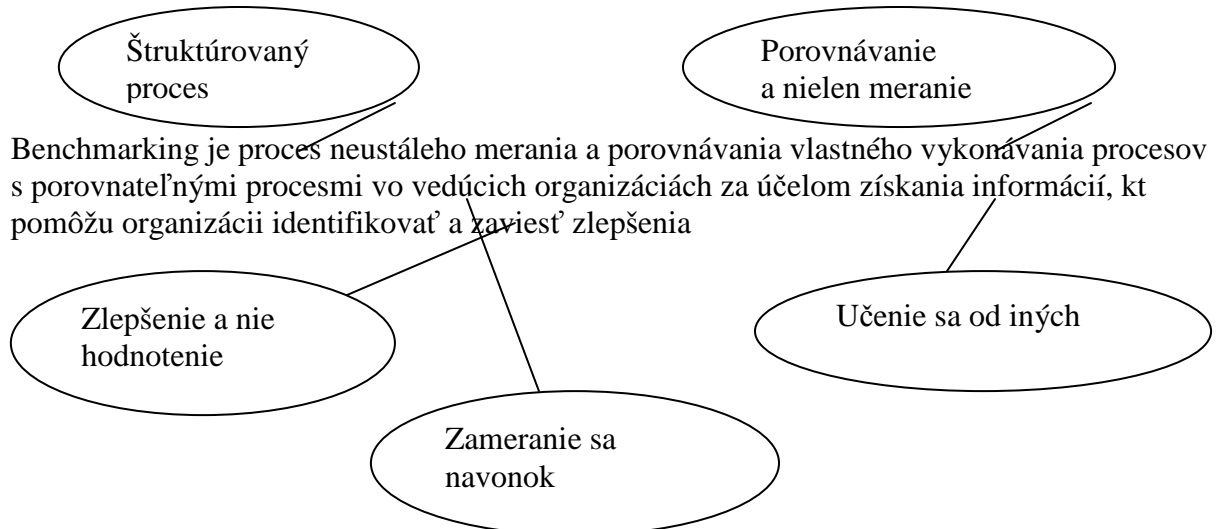 Štruktúrovaný
proces
Porovnávanie
a nielen meranie
Benchmarking je proces neustáleho merania a porovnávania vlastného vykonávania procesov
s porovnateľnými procesmi vo vedúcich organizáciách za účelom získania informácií, kt
pomôžu organizácii identifikovať a zaviesť zlepšenia
Zlepšenie a nie
hodnotenie
Učenie sa od iných
Zameranie sa
navonok